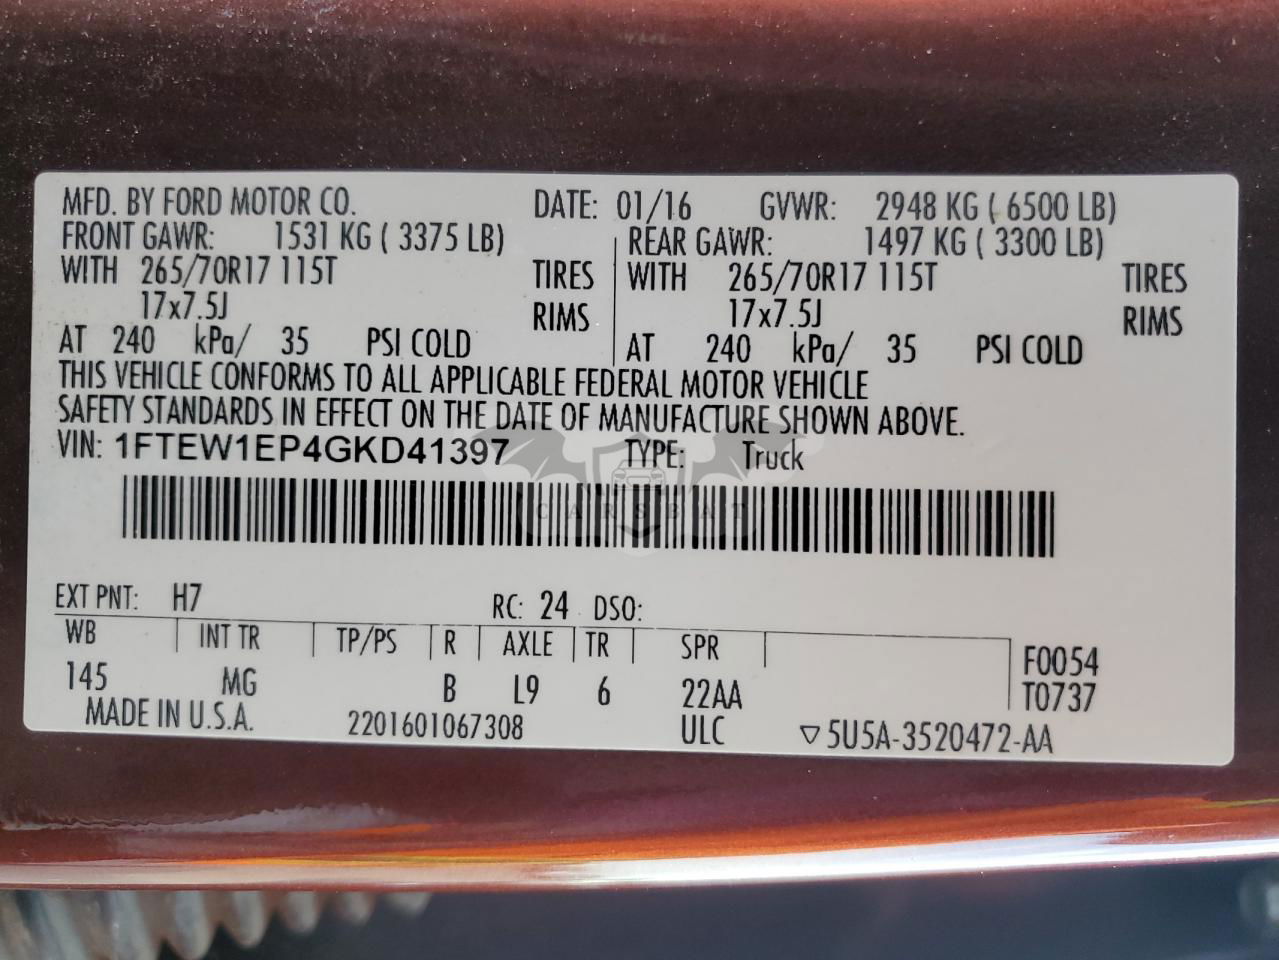 MFD. BY FORD MOTOR CO. DATE: 01/16 GVWR: 2948 KG ( 6500 LB)
FRONT GAWR: 1531 KG ( 3375 LB) REAR GAWR: 1497 KG ( 3300 LB)
WITH 265/70R17 115T TIRES WITH 265/70R17 115T TIRES
17x7.5J RIMS 17x7.5J RIMS
AT 240 kPa/ 35 PSI COLD AT 240 kPa/ 35 PSI COLD
THIS VEHICLE CONFORMS TO ALL APPLICABLE FEDERAL MOTOR VEHICLE
SAFETY STANDARDS IN EFFECT ON THE DATE OF MANUFACTURE SHOWN ABOVE.
VIN: 1FTEW1EP4GKD41397 TYPE: Truck
CARSBAT
EXT PNT: H7 RC: 24 DSO:
WB INT TR TP/PS R AXLE TR SPR F0054
145 MG B L9 6 22AA T0737
MADE IN U.S.A. 2201601067308 ULC ▽5U5A-3520472-AA